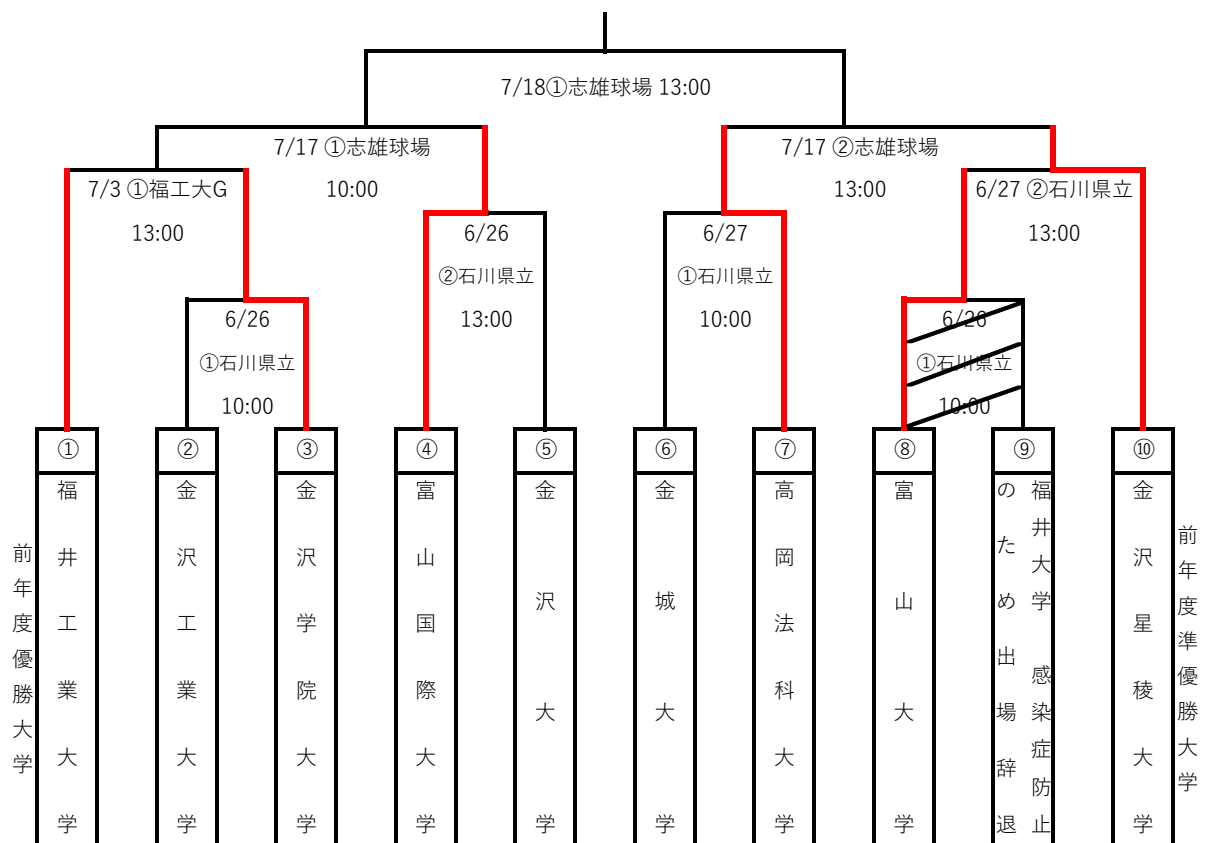 7/18①志雄球場 13:00
7/17 ①志雄球場
10:00
7/17 ②志雄球場
13:00
7/3 ①福工大G
13:00
6/27 ②石川県立
13:00
6/26
②石川県立
13:00
6/27
①石川県立
10:00
6/26
①石川県立
10:00
6/26
①石川県立
10:00
①
②
③
④
⑤
⑥
⑦
⑧
⑨
⑩
前年度優勝大学
福井工業大学
金沢工業大学
金沢学院大学
富山国際大学
金沢大学
金城大学
高岡法科大学
富山大学
福井大学 感染症防止
のため出場辞退
金沢星稜大学
前年度準優勝大学